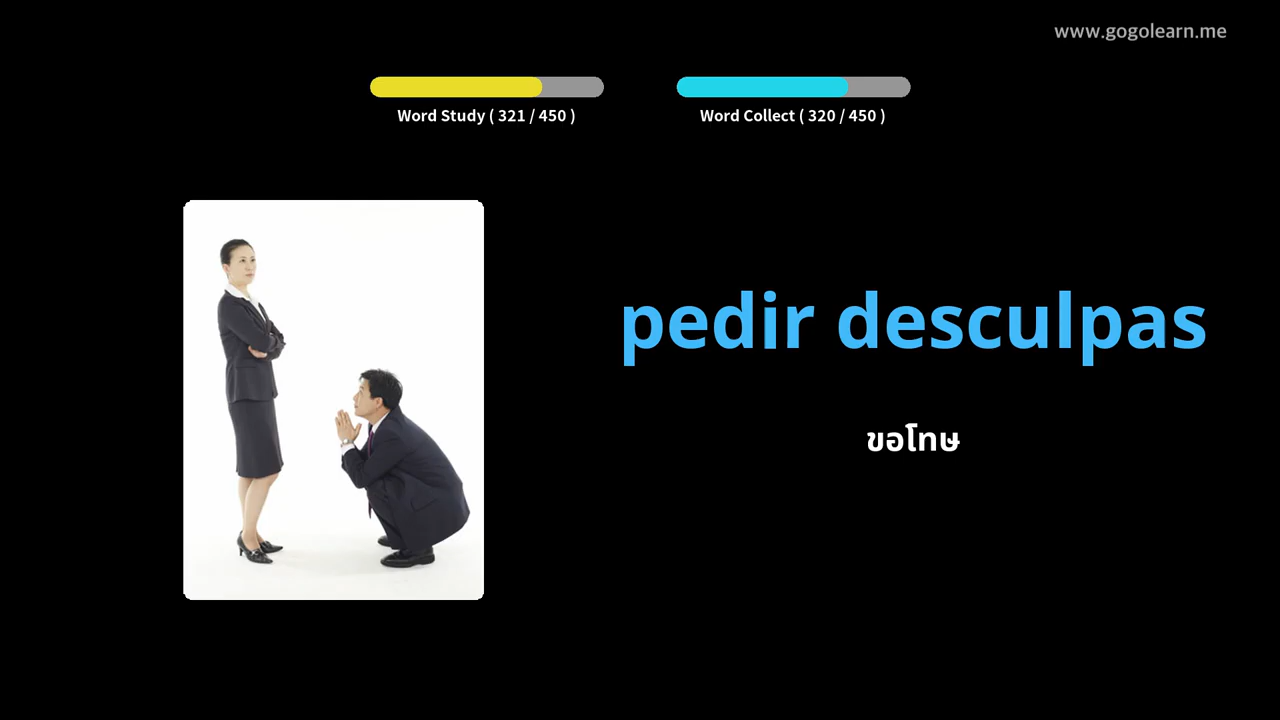 www.gogolearn.me
Word Study ( 321 / 450 )
Word Collect ( 320 / 450 )
pedir desculpas
ขอโทษ